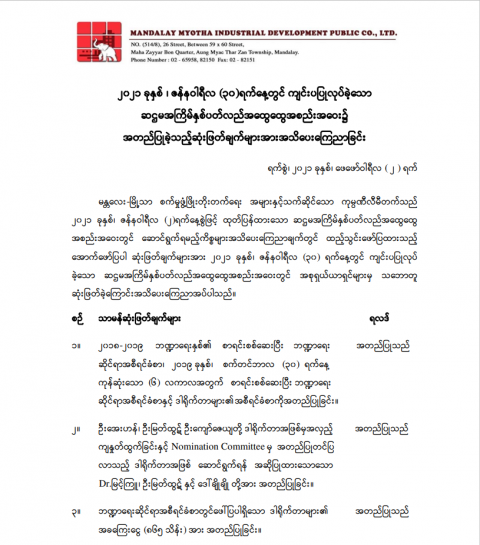 MANDALAY MYOTHA INDUSTRIAL DEVELOPMENT PUBLIC CO., LTD.
NO. (514/8), 26 Street, Between 59 x 60 Street,
Maha Zayyar Bon Quarter, Aung Myae Thar Zan Township, Mandalay.
Phone Number : 02 - 65958, 82150 Fax: 02 - 82151
၂၀၂၁ ခုနှစ် ၊ ဇန်နဝါရီလ (၃၀)ရက်နေ့တွင် ကျင်းပပြုလုပ်ခဲ့သော
ဆဋ္ဌမအကြိမ်နှစ်ပတ်လည်အထွေထွေအစည်းအဝေး၌
အတည်ပြုခဲ့သည့်ဆုံးဖြတ်ချက်များအားအသိပေးကြေညာခြင်း
ရက်စွဲ၊ ၂၀၂၁ ခုနှစ်၊ ဖေဖော်ဝါရီလ ( ၂ ) ရက်
မန္တလေး-မြို့သာ စက်မှုဖွံ့ဖြိုးတိုးတက်ရေး အများနှင့်သက်ဆိုင်သော ကုမ္ပဏီလီမိတက်သည်
၂၀၂၁ ခုနှစ်၊ ဇန်နဝါရီလ (၂)ရက်နေ့စွဲဖြင့် ထုတ်ပြန်ထားသော ဆဋ္ဌမအကြိမ်နှစ်ပတ်လည်အထွေထွေ
အစည်းအဝေးတွင် ဆောင်ရွက်ရမည့်ကိစ္စများအသိပေးကြေညာချက်တွင် ထည့်သွင်းဖော်ပြထားသည့်
အောက်ဖော်ပြပါ ဆုံးဖြတ်ချက်များအား ၂၀၂၁ ခုနှစ်၊ ဇန်နဝါရီလ (၃၀) ရက်နေ့တွင် ကျင်းပပြုလုပ်
ခဲ့သော ဆဋ္ဌမအကြိမ်နှစ်ပတ်လည်အထွေထွေအစည်းအဝေးတွင် အစုရှယ်ယာရှင်များမှ သဘောတူ
ဆုံးဖြတ်ခဲ့ကြောင်းအသိပေးကြေညာအပ်ပါသည်။
စဉ် သာမန်ဆုံးဖြတ်ချက်များ ရလဒ်
၁။ ၂၀၁၈-၂၀၁၉ ဘဏ္ဍာရေးနှစ်၏ စာရင်းစစ်ဆေးပြီး ဘဏ္ဍာရေး အတည်ပြုသည်
ဆိုင်ရာအစီရင်ခံစာ၊ ၂၀၁၉ ခုနှစ်၊ စက်တင်ဘာလ (၃၀) ရက်နေ့
ကုန်ဆုံးသော (၆) လကာလအတွက် စာရင်းစစ်ဆေးပြီး ဘဏ္ဍာရေး
ဆိုင်ရာအစီရင်ခံစာနှင့် ဒါရိုက်တာများ၏အစီရင်ခံစာကိုအတည်ပြုခြင်း။
၂။ ဦးအေးဟန်၊ ဦးမြတ်ထွဋ် ဦးကျော်ဇေယျတို့ ဒါရိုက်တာအဖြစ်မှအလှည့် အတည်ပြုသည်
ကျနုတ်ထွက်ခြင်းနှင့် Nomination Committee မှ အတည်ပြုတင်ပြ
လာသည့် ဒါရိုက်တာအဖြစ် ဆောင်ရွက်ရန် အဆိုပြုထားသောသော
Dr.မြင့်ကြူ၊ ဦးမြတ်ထွဋ် နှင့် ဒေါ်ချိုချို တို့အား အတည်ပြုခြင်း။
၃။ ဘဏ္ဍာရေးဆိုင်ရာအစီရင်ခံစာတွင်ဖော်ပြပါရှိသော ဒါရိုက်တာများ၏ အတည်ပြုသည်
အခကြေးငွေ (၈၆၅ သိန်း) အား အတည်ပြုခြင်း။